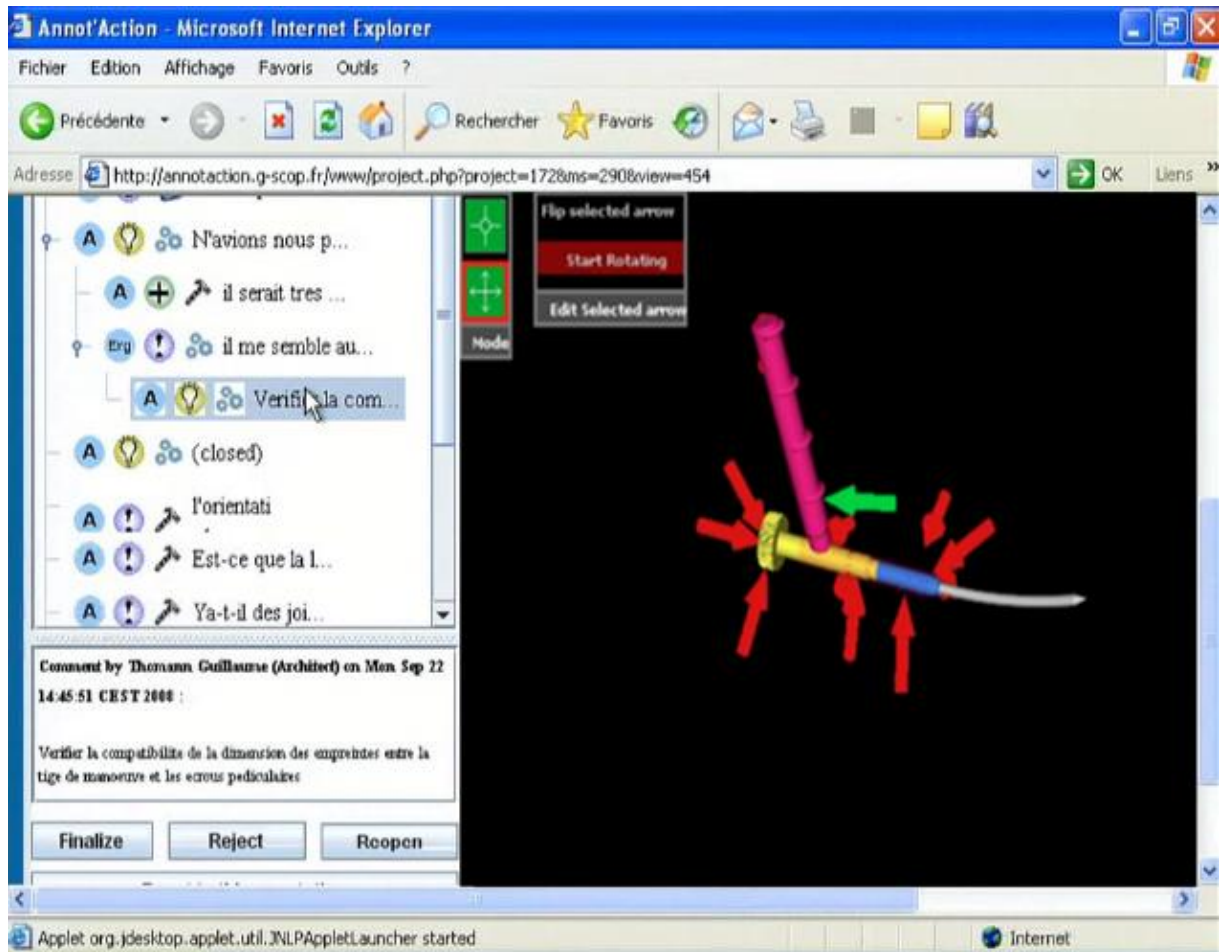 Annot'Action - Microsoft Internet Explorer
Fichier Edition Affichage Favoris Outils ?
Précédente Rechercher Favoris
Adresse http://annotaction.g-scop.fr/www/project.php?project=172&ms=290&view=454 OK Liens »
A N'avions nous p...
A il serait tres ...
Erg il me semble au...
A Verifi la com...
A (closed)
A l'orientati
A Est-ce que la l...
A Ya-t-il des joi...
Comment by Thomann Guillaume (Architect) on Mon Sep 22
14:45:51 CEST 2008 :
Verifier la compatibilite de la dimension des empreintes entre la
tige de manoeuvre et les ecrous pediculaires
Finalize Reject Reopen
Flip selected arrow
Start Rotating
Edit Selected arrow
Mode
Applet org.jdesktop.applet.util.JNLPAppletLauncher started Internet